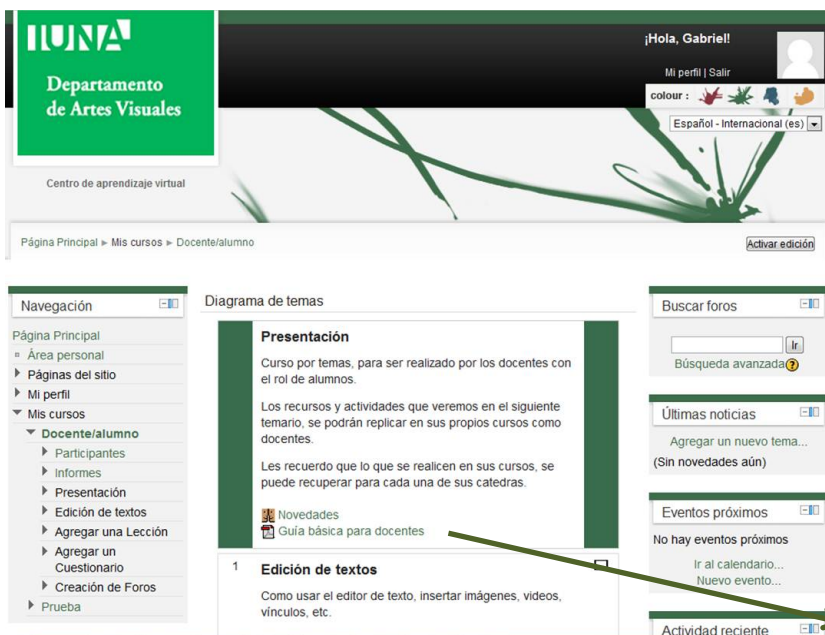 IUNA
Departamento
de Artes Visuales
Centro de aprendizaje virtual
¡Hola, Gabriel!
Mi perfil | Salir
colour :
Español - Internacional (es)
Página Principal ► Mis cursos ► Docente/alumno
Activar edición
Navegación
Página Principal
Área personal
Páginas del sitio
Mi perfil
Mis cursos
Docente/alumno
Participantes
Informes
Presentación
Edición de textos
Agregar una Lección
Agregar un
Cuestionario
Creación de Foros
Prueba
Diagrama de temas
Presentación
Curso por temas, para ser realizado por los docentes con
el rol de alumnos.
Los recursos y actividades que veremos en el siguiente
temario, se podrán replicar en sus propios cursos como
docentes.
Les recuerdo que lo que se realicen en sus cursos, se
puede recuperar para cada una de sus catedras.
Novedades
Guía básica para docentes
1 Edición de textos
Como usar el editor de texto, insertar imágenes, videos,
vínculos, etc.
Buscar foros
Ir
Búsqueda avanzada
Últimas noticias
Agregar un nuevo tema...
(Sin novedades aún)
Eventos próximos
No hay eventos próximos
Ir al calendario...
Nuevo evento...
Actividad reciente